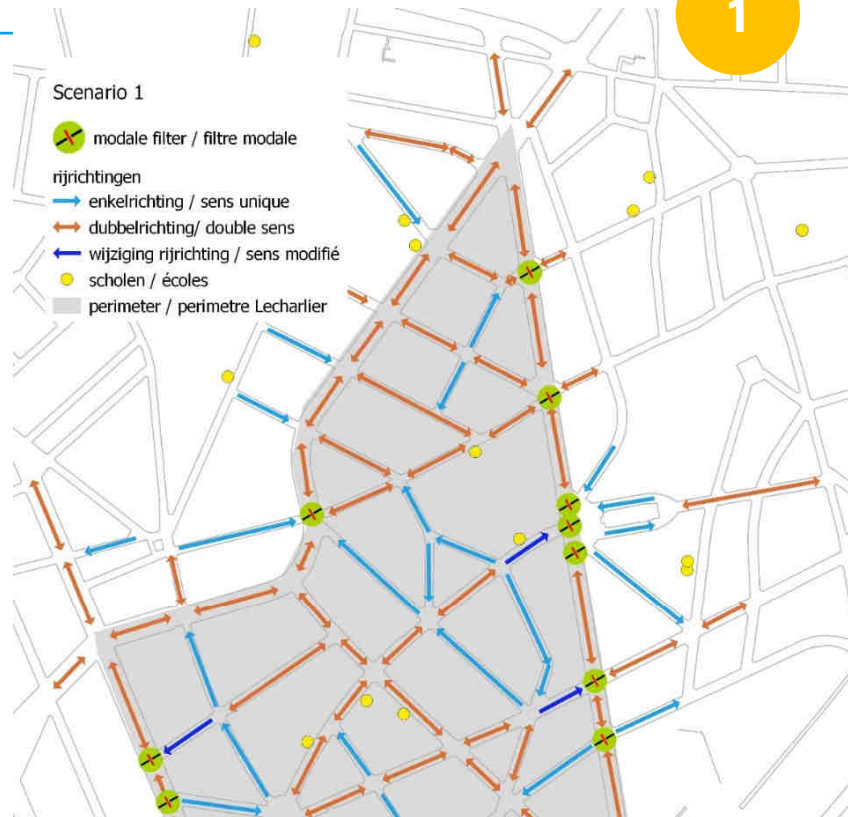 1
Scenario 1
modale filter / filtre modale
rijrichtingen
enkelrichting / sens unique
dubbelrichting/ double sens
wijziging rijrichting / sens modifié
scholen / écoles
perimeter / perimetre Lecharlier